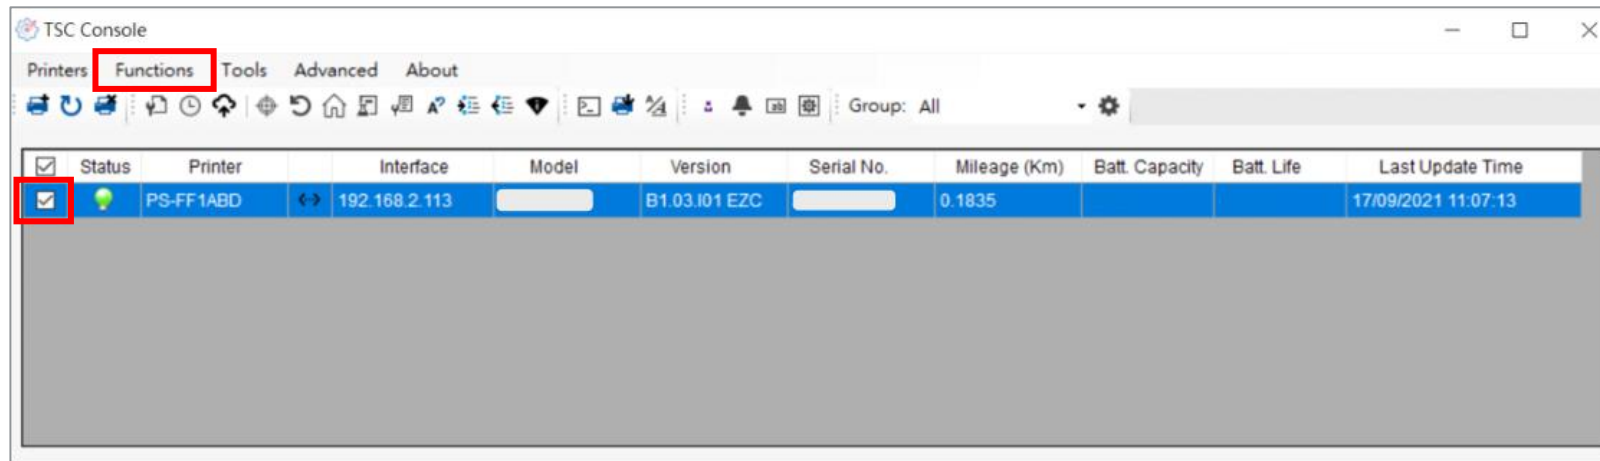 TSC Console
Printers Functions Tools Advanced About
Group: All
Status Printer Interface Model Version Serial No. Mileage (Km) Batt. Capacity Batt. Life Last Update Time
PS-FF1ABD 192.168.2.113 B1.03.I01 EZC 0.1835 17/09/2021 11:07:13